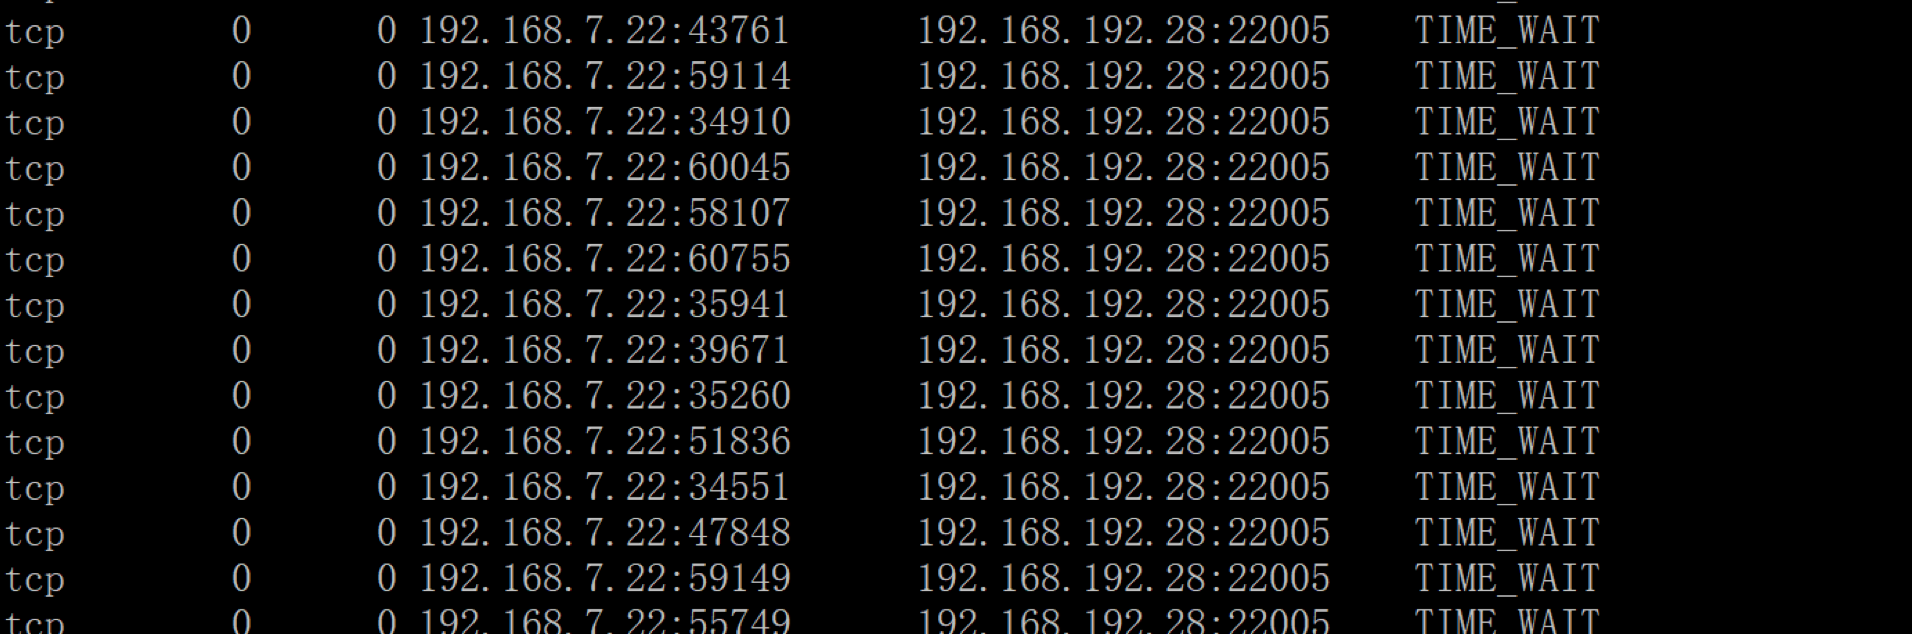 tcp 0 0 192.168.7.22:43761 192.168.192.28:22005 TIME_WAIT
tcp 0 0 192.168.7.22:59114 192.168.192.28:22005 TIME_WAIT
tcp 0 0 192.168.7.22:34910 192.168.192.28:22005 TIME_WAIT
tcp 0 0 192.168.7.22:60045 192.168.192.28:22005 TIME_WAIT
tcp 0 0 192.168.7.22:58107 192.168.192.28:22005 TIME_WAIT
tcp 0 0 192.168.7.22:60755 192.168.192.28:22005 TIME_WAIT
tcp 0 0 192.168.7.22:35941 192.168.192.28:22005 TIME_WAIT
tcp 0 0 192.168.7.22:39671 192.168.192.28:22005 TIME_WAIT
tcp 0 0 192.168.7.22:35260 192.168.192.28:22005 TIME_WAIT
tcp 0 0 192.168.7.22:51836 192.168.192.28:22005 TIME_WAIT
tcp 0 0 192.168.7.22:34551 192.168.192.28:22005 TIME_WAIT
tcp 0 0 192.168.7.22:47848 192.168.192.28:22005 TIME_WAIT
tcp 0 0 192.168.7.22:59149 192.168.192.28:22005 TIME_WAIT
tcp 0 0 192.168.7.22:55749 192.168.192.28:22005 TIME_WAIT